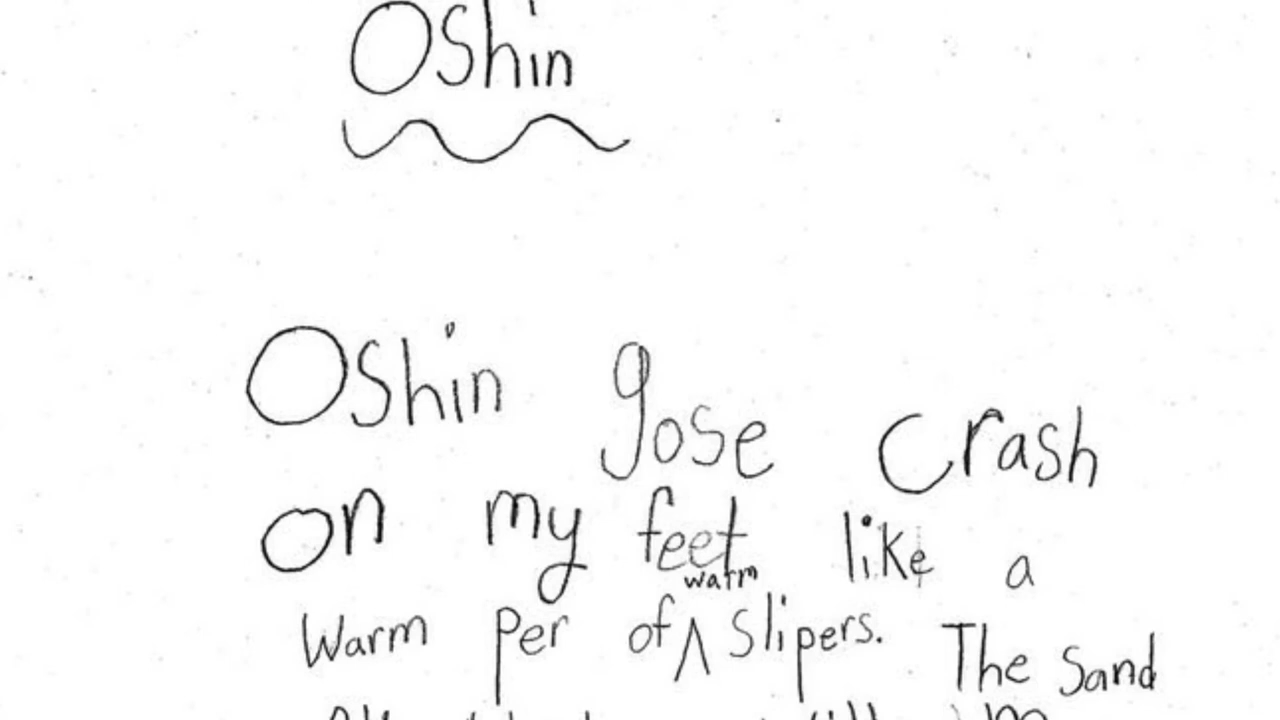 Oshin
Oshin gose crash
on my feet like a
warm
Warm per of ^ slipers. The Sand